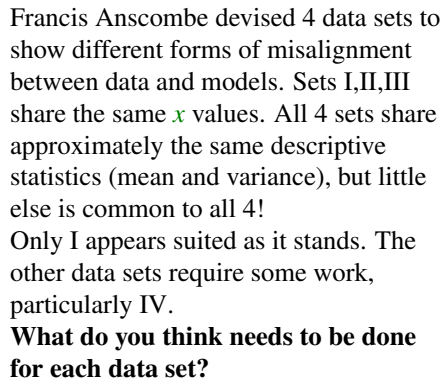 Francis Anscombe devised 4 data sets to
show different forms of misalignment
between data and models. Sets I,II,III
share the same x values. All 4 sets share
approximately the same descriptive
statistics (mean and variance), but little
else is common to all 4!
Only I appears suited as it stands. The
other data sets require some work,
particularly IV.
What do you think needs to be done
for each data set?